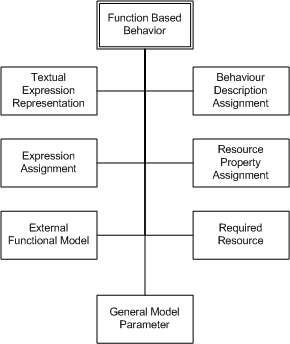 Function Based
Behavior
Textual
Expression
Representation
Behaviour
Description
Assignment
Expression
Assignment
Resource
Property
Assignment
External
Functional Model
Required
Resource
General Model
Parameter